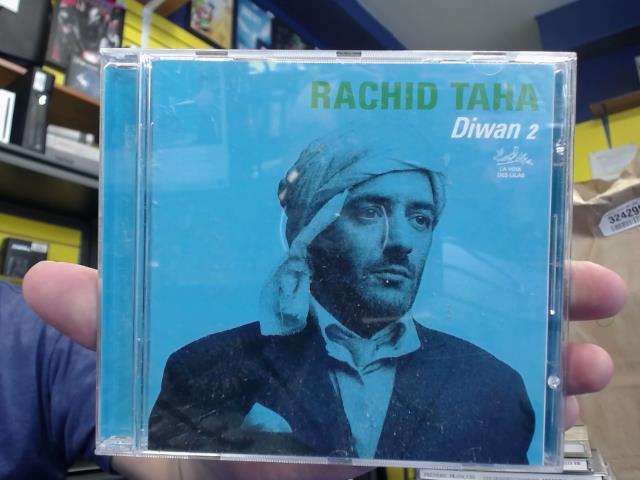 RACHID TAHA
Diwan 2
LA VOIX
DES LILAS